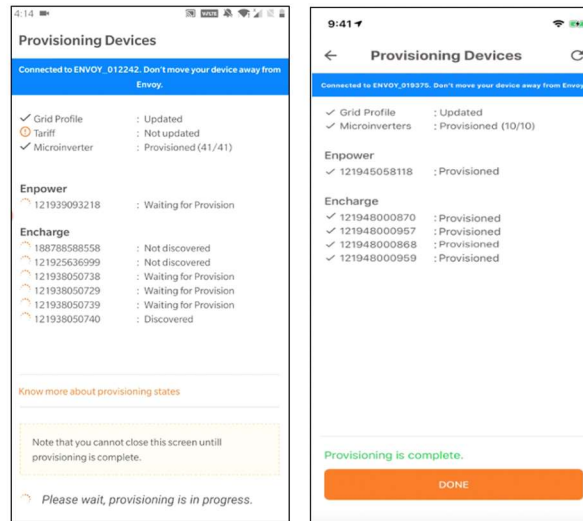 4:14
Provisioning Devices
Connected to ENVOY_012242. Don't move your device away from
Envoy.
Grid Profile : Updated
Tariff : Not updated
Microinverter : Provisioned (41/41)
Enpower
121939093218 : Waiting for Provision
Encharge
188788588558 : Not discovered
121925636999 : Not discovered
121938050738 : Waiting for Provision
121938050729 : Waiting for Provision
121938050739 : Waiting for Provision
121938050740 : Discovered
Know more about provisioning states
Note that you cannot close this screen untill
provisioning is complete.
Please wait, provisioning is in progress.
9:41
Provisioning Devices
Connected to ENVOY_019375. Don't move your device away from Envoy
Grid Profile : Updated
Microinverters : Provisioned (10/10)
Enpower
121945058118 : Provisioned
Encharge
121948000870 : Provisioned
121948000957 : Provisioned
121948000868 : Provisioned
121948000959 : Provisioned
Provisioning is complete.
DONE